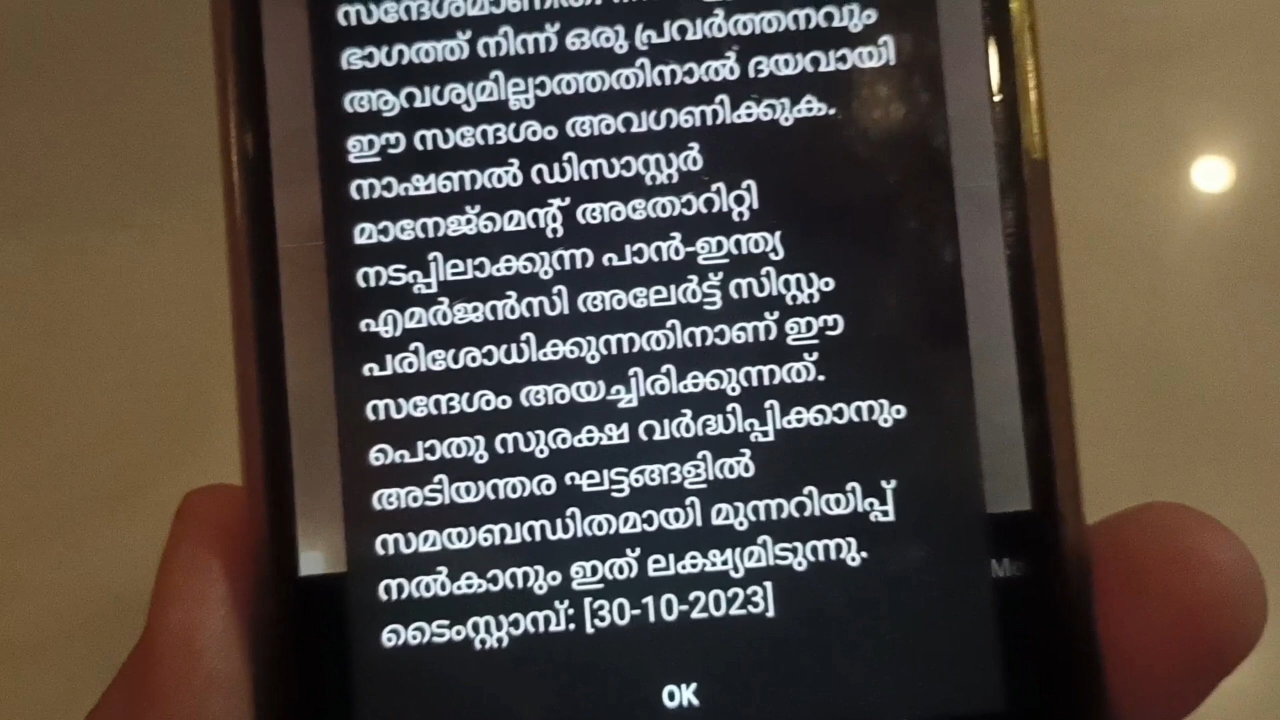 സന്ദേശമാണിത്.
ഭാഗത്ത് നിന്ന് ഒരു പ്രവർത്തനവും
ആവശ്യമില്ലാത്തതിനാൽ ദയവായി
ഈ സന്ദേശം അവഗണിക്കുക.
നാഷണൽ ഡിസാസ്റ്റർ
മാനേജ്മെന്റ് അതോറിറ്റി
നടപ്പിലാക്കുന്ന പാൻ-ഇന്ത്യ
എമർജൻസി അലേർട്ട് സിസ്റ്റം
പരിശോധിക്കുന്നതിനാണ് ഈ
സന്ദേശം അയച്ചിരിക്കുന്നത്.
പൊതു സുരക്ഷ വർദ്ധിപ്പിക്കാനും
അടിയന്തര ഘട്ടങ്ങളിൽ
സമയബന്ധിതമായി മുന്നറിയിപ്പ്
നൽകാനും ഇത് ലക്ഷ്യമിടുന്നു.
ടൈംസ്റ്റാമ്പ്: [30-10-2023]
OK